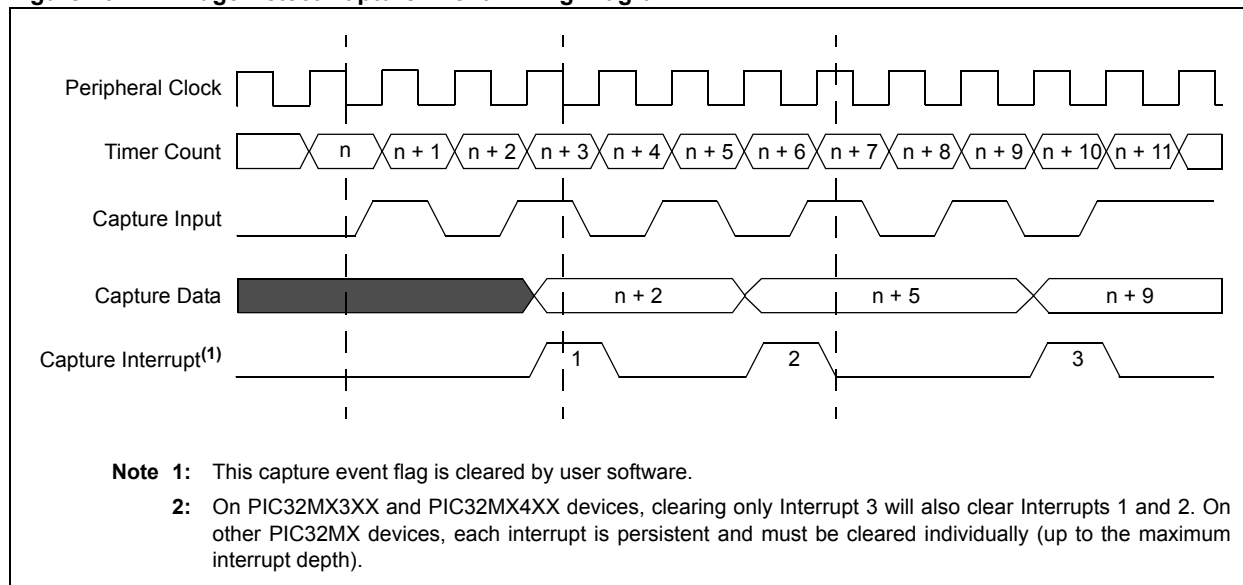 Peripheral Clock
Timer Count n n + 1 n + 2 n + 3 n + 4 n + 5 n + 6 n + 7 n + 8 n + 9 n + 10 n + 11
Capture Input
Capture Data n + 2 n + 5 n + 9
Capture Interrupt(1) 1 2 3
Note 1: This capture event flag is cleared by user software.
2: On PIC32MX3XX and PIC32MX4XX devices, clearing only Interrupt 3 will also clear Interrupts 1 and 2. On
other PIC32MX devices, each interrupt is persistent and must be cleared individually (up to the maximum
interrupt depth).